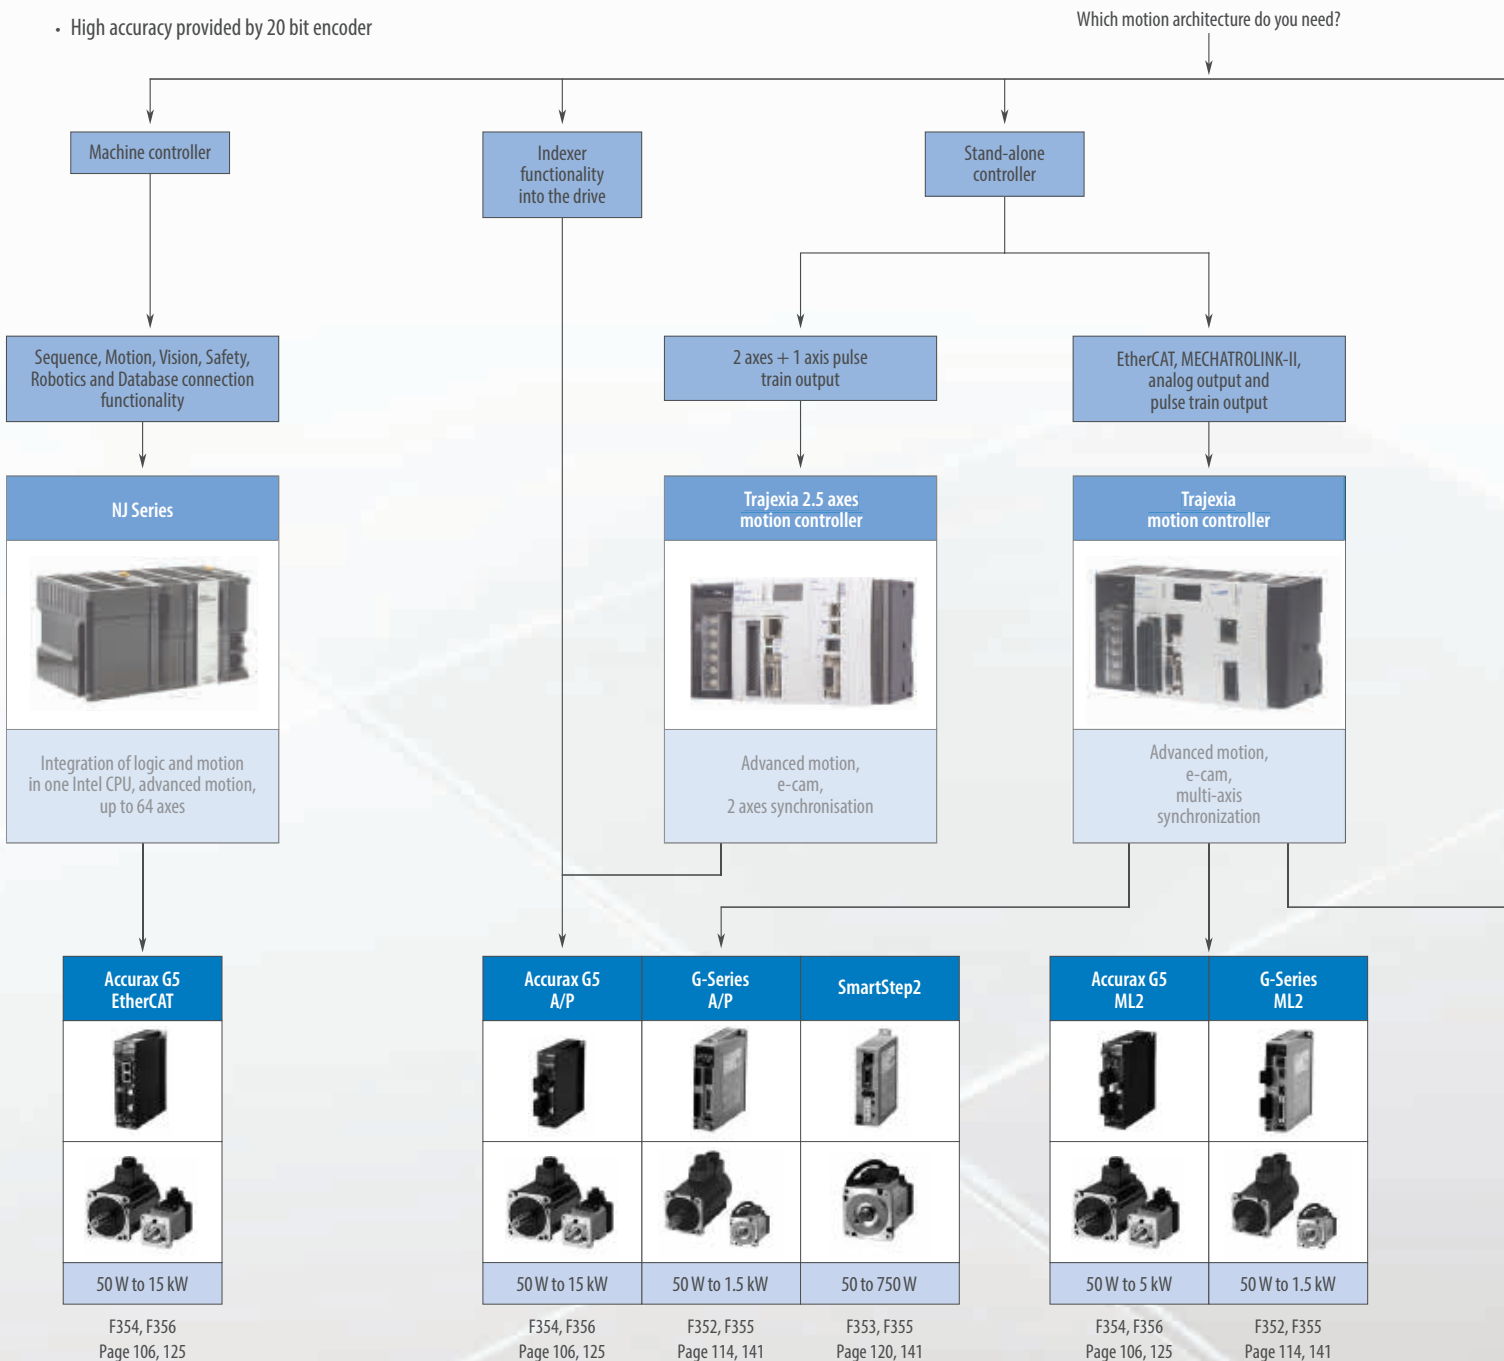 • High accuracy provided by 20 bit encoder
Which motion architecture do you need?
Machine controller
Indexer
functionality
into the drive
Stand-alone
controller
Sequence, Motion, Vision, Safety,
Robotics and Database connection
functionality
2 axes + 1 axis pulse
train output
EtherCAT, MECHATROLINK-II,
analog output and
pulse train output
NJ Series
Trajexia 2.5 axes
motion controller
Trajexia
motion controller
Integration of logic and motion
in one Intel CPU, advanced motion,
up to 64 axes
Advanced motion,
e-cam,
2 axes synchronisation
Advanced motion,
e-cam,
multi-axis
synchronization
Accurax G5
EtherCAT
Accurax G5
A/P
G-Series
A/P
SmartStep2
Accurax G5
ML2
G-Series
ML2
50 W to 15 kW
50 W to 15 kW
50 W to 1.5 kW
50 to 750 W
50 W to 5 kW
50 W to 1.5 kW
F354, F356
Page 106, 125
F354, F356
Page 106, 125
F352, F355
Page 114, 141
F353, F355
Page 120, 141
F354, F356
Page 106, 125
F352, F355
Page 114, 141